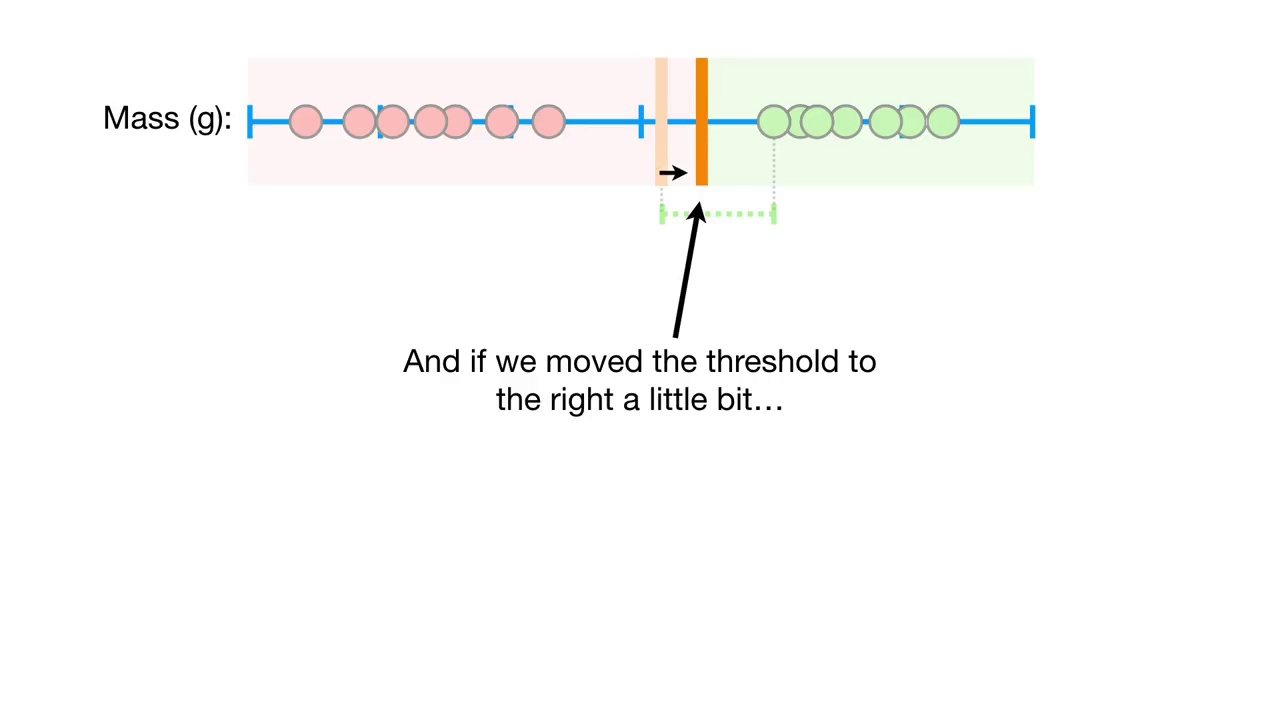 Mass (g):
And if we moved the threshold to
the right a little bit…